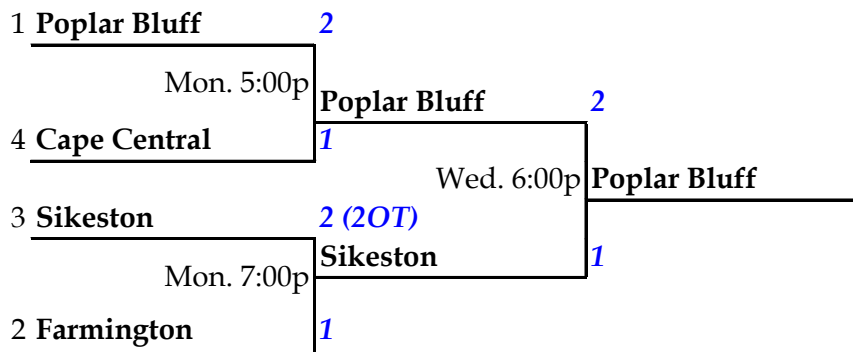 1 Poplar Bluff 2
Mon. 5:00p
Poplar Bluff 2
4 Cape Central 1
Wed. 6:00p Poplar Bluff
3 Sikeston 2 (2OT)
Sikeston 1
Mon. 7:00p
2 Farmington 1